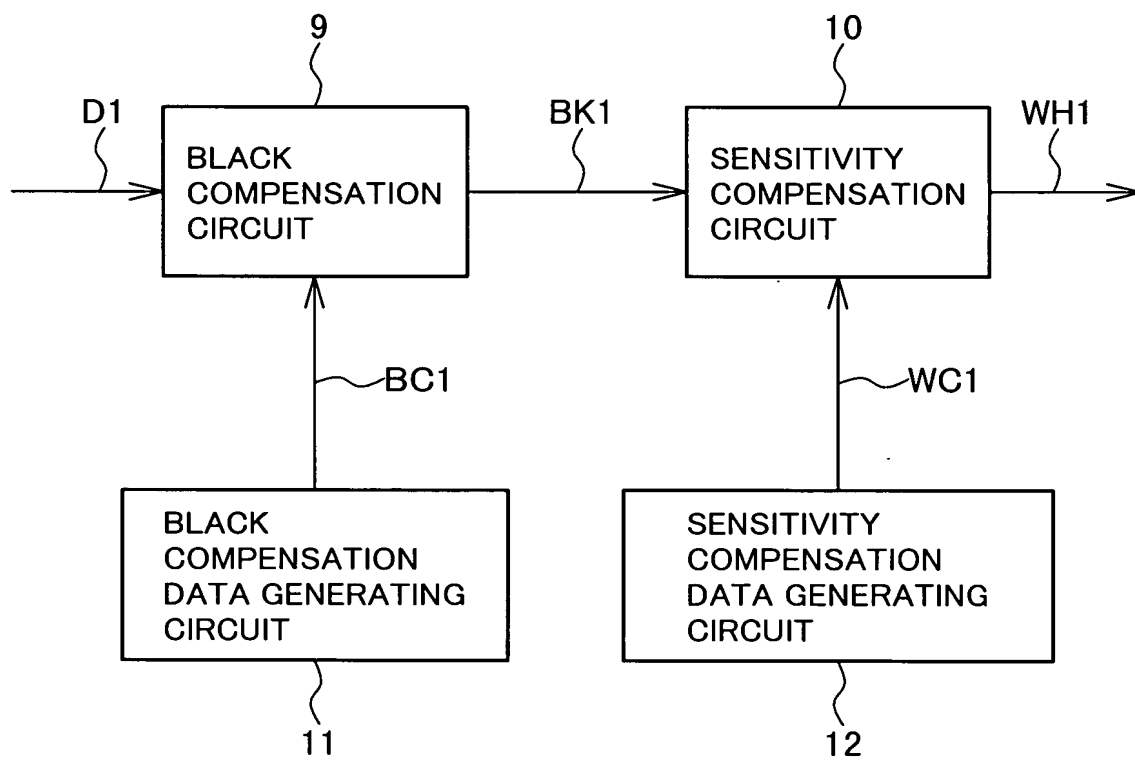 9
10
D1
BK1
WH1
BLACK
COMPENSATION
CIRCUIT
SENSITIVITY
COMPENSATION
CIRCUIT
BC1
WC1
BLACK
COMPENSATION
DATA GENERATING
CIRCUIT
SENSITIVITY
COMPENSATION
DATA GENERATING
CIRCUIT
11
12